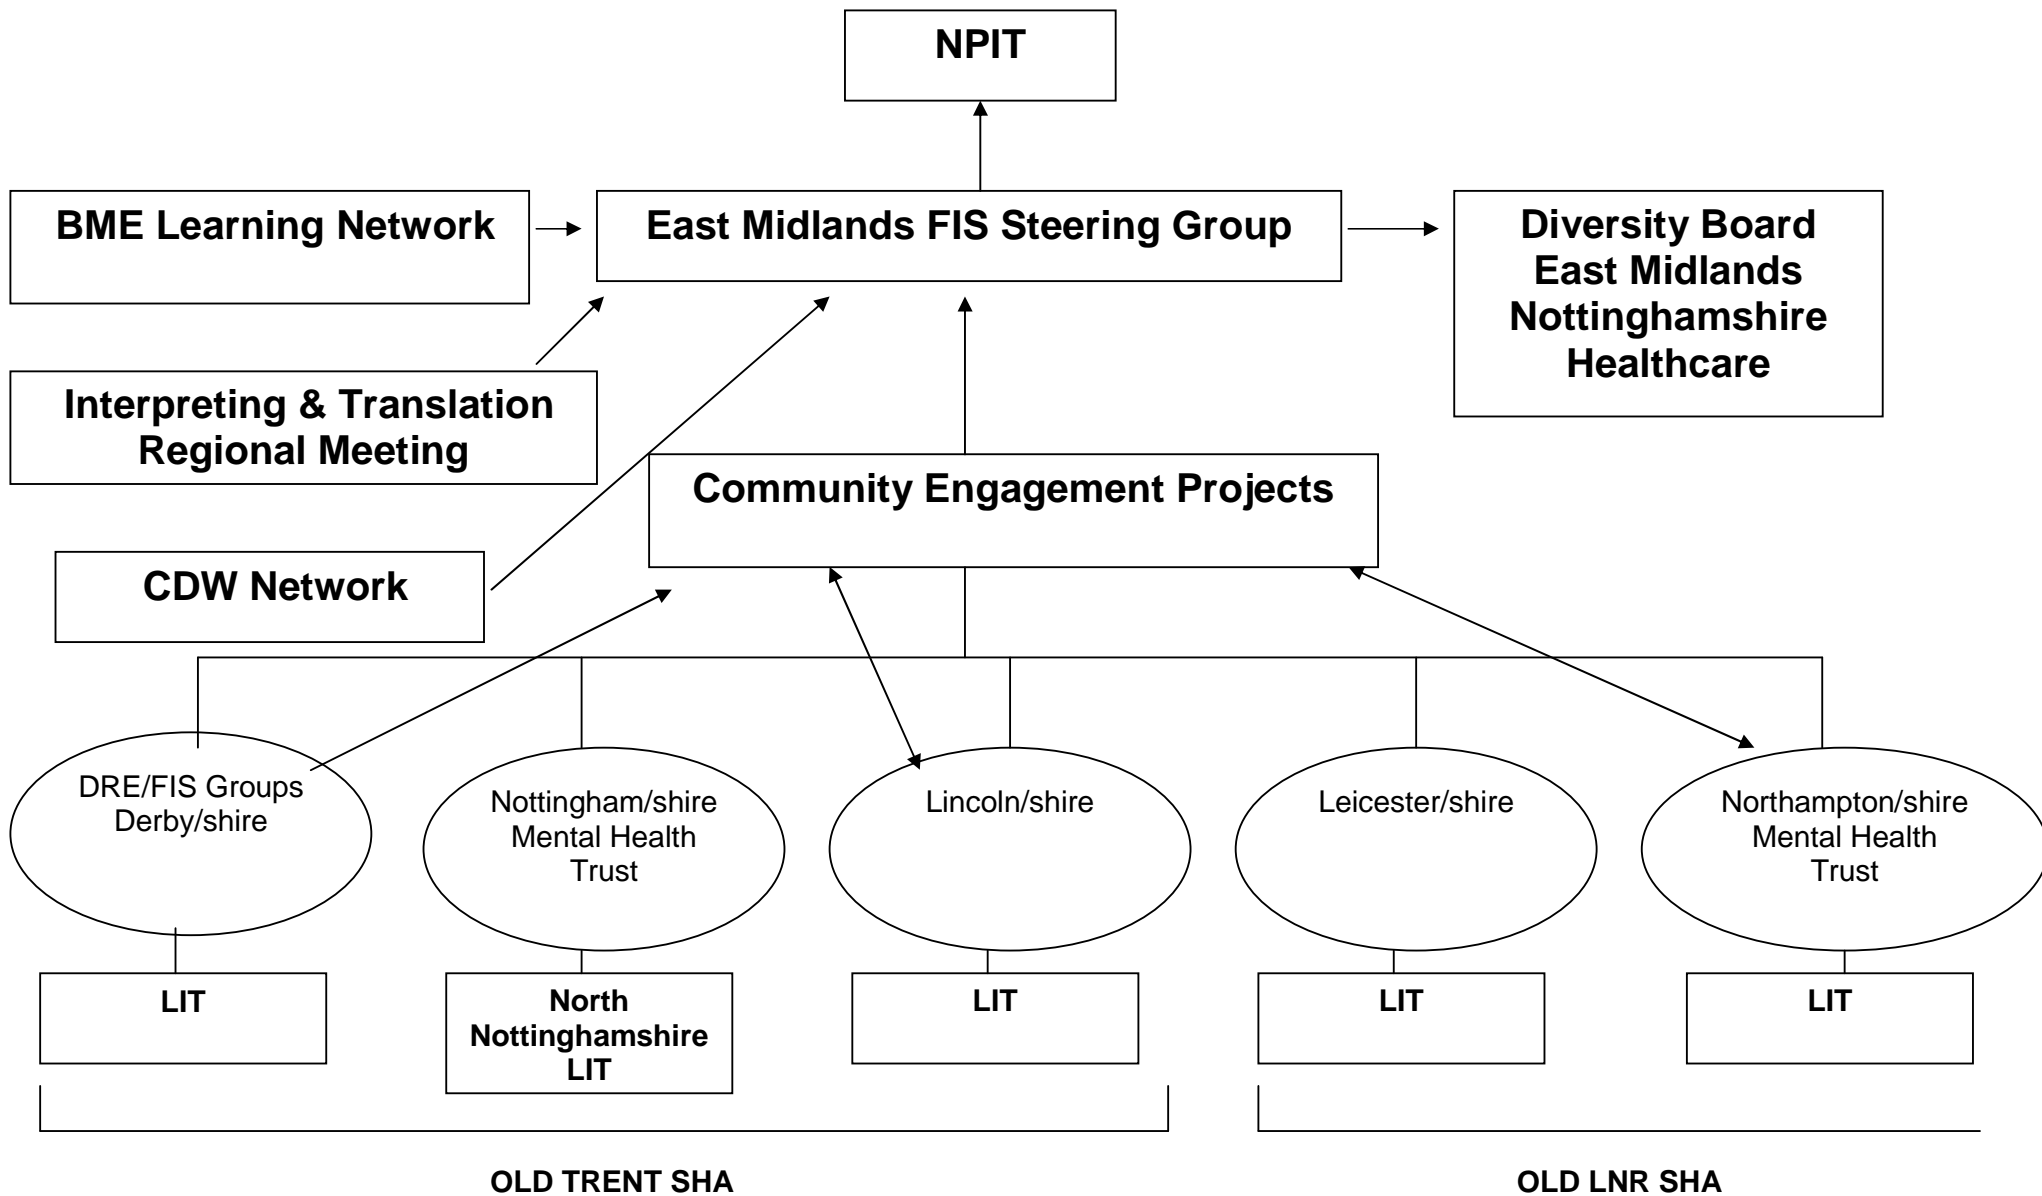 NPIT
BME Learning Network
East Midlands FIS Steering Group
Diversity Board
East Midlands
Nottinghamshire
Healthcare
Interpreting & Translation
Regional Meeting
Community Engagement Projects
CDW Network
DRE/FIS Groups
Derby/shire
Nottingham/shire
Mental Health
Trust
Lincoln/shire
Leicester/shire
Northampton/shire
Mental Health
Trust
LIT
North
Nottinghamshire
LIT
LIT
LIT
LIT
OLD TRENT SHA
OLD LNR SHA